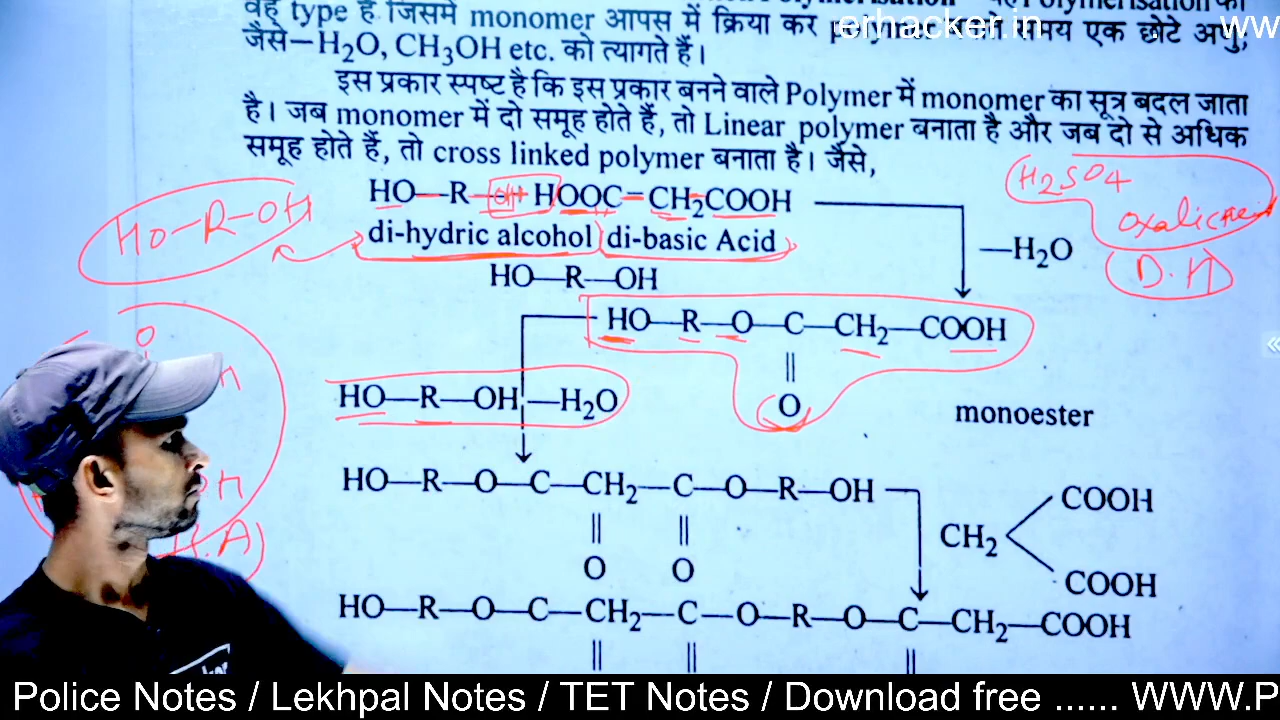 वह type है जिसमें monomer आपस में क्रिया कर समय एक छोटे अणु,
erhacker.in
जैसे–H₂O, CH₃OH etc. को त्यागते हैं।
इस प्रकार स्पष्ट है कि इस प्रकार बनने वाले Polymer में monomer का सूत्र बदल जाता
है। जब monomer में दो समूह होते हैं, तो Linear polymer बनाता है और जब दो से अधिक
समूह होते हैं, तो cross linked polymer बनाता है। जैसे,
H₂SO₄
HO—R—OH+HOOC–CH₂COOH
HO–R–OH
di-hydric alcohol di-basic Acid
—H₂O
(D.H)
HO—R—OH
HO—R—O—C—CH₂—COOH
||
O
HO—R—OH —H₂O
monoester
HO—R—O—C—CH₂—C—O—R—OH
|| ||
O O
CH₂
COOH
COOH
HO—R—O—C—CH₂—C—O—R—O—C—CH₂—COOH
|| || ||
Police Notes / Lekhpal Notes / TET Notes / Download free ...... WWW.P